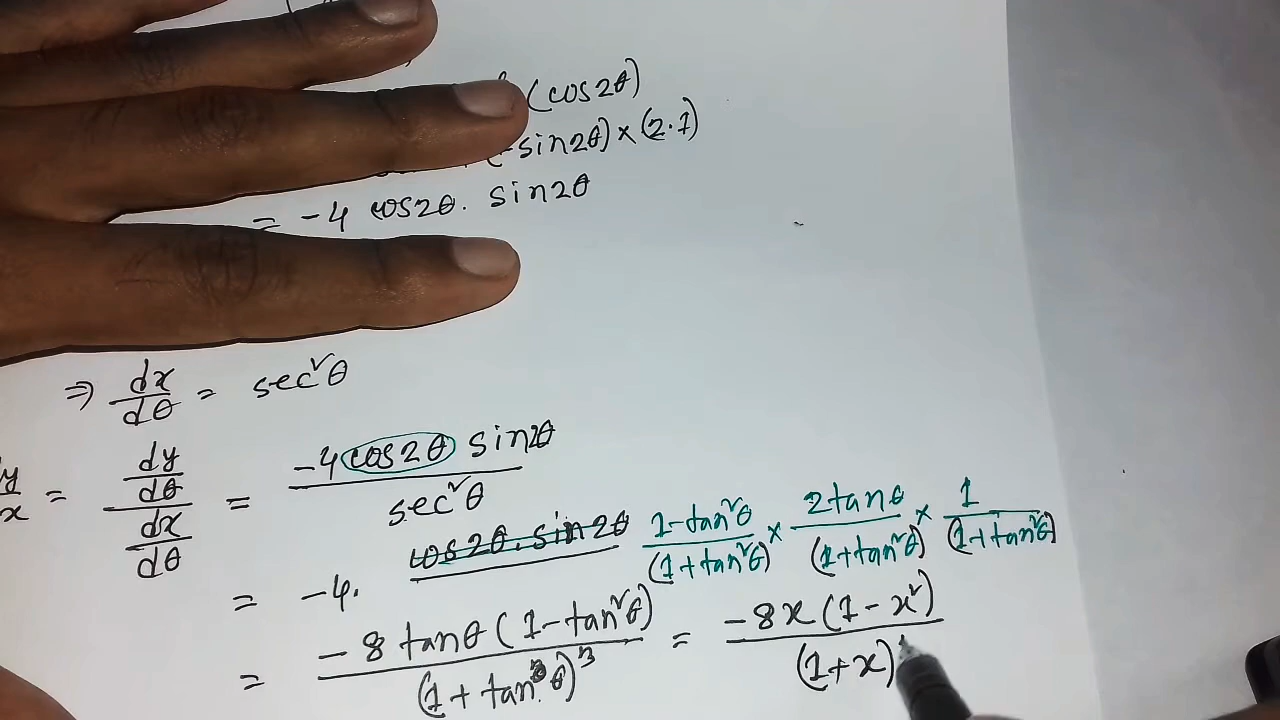 (cos2θ)
-sin2θ) × (2·1)
= -4 cos2θ. sin2θ
⇒ dx/dθ = sec²θ
y/x = (dy/dθ)/(dx/dθ) = (-4 cos2θ sin2θ)/(sec²θ)
= -4. (1-tan²θ)/(1+tan²θ) × (2tanθ)/(1+tan²θ) × 1/(1+tan²θ)
= (-8 tanθ (1-tan²θ))/(1+tan²θ)³ = (-8x(1-x²))/(1+x)